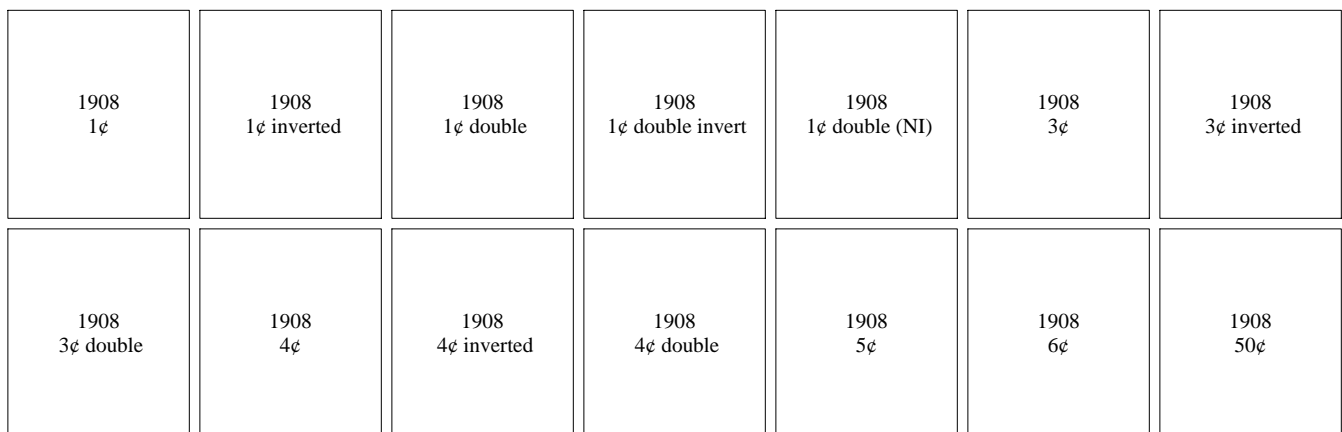 1908
1¢
1908
1¢ inverted
1908
1¢ double
1908
1¢ double invert
1908
1¢ double (NI)
1908
3¢
1908
3¢ inverted
1908
3¢ double
1908
4¢
1908
4¢ inverted
1908
4¢ double
1908
5¢
1908
6¢
1908
50¢